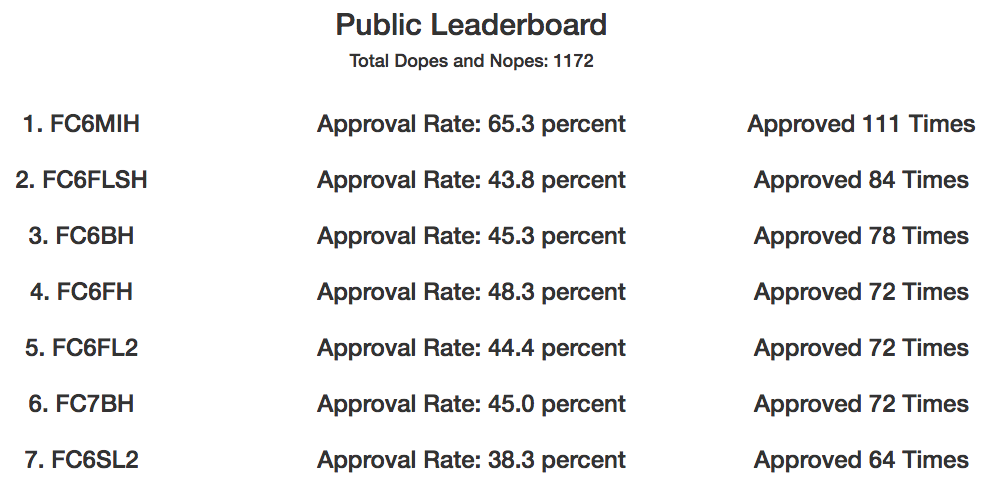 Public Leaderboard
Total Dopes and Nopes: 1172
1. FC6MIH Approval Rate: 65.3 percent Approved 111 Times
2. FC6FLSH Approval Rate: 43.8 percent Approved 84 Times
3. FC6BH Approval Rate: 45.3 percent Approved 78 Times
4. FC6FH Approval Rate: 48.3 percent Approved 72 Times
5. FC6FL2 Approval Rate: 44.4 percent Approved 72 Times
6. FC7BH Approval Rate: 45.0 percent Approved 72 Times
7. FC6SL2 Approval Rate: 38.3 percent Approved 64 Times